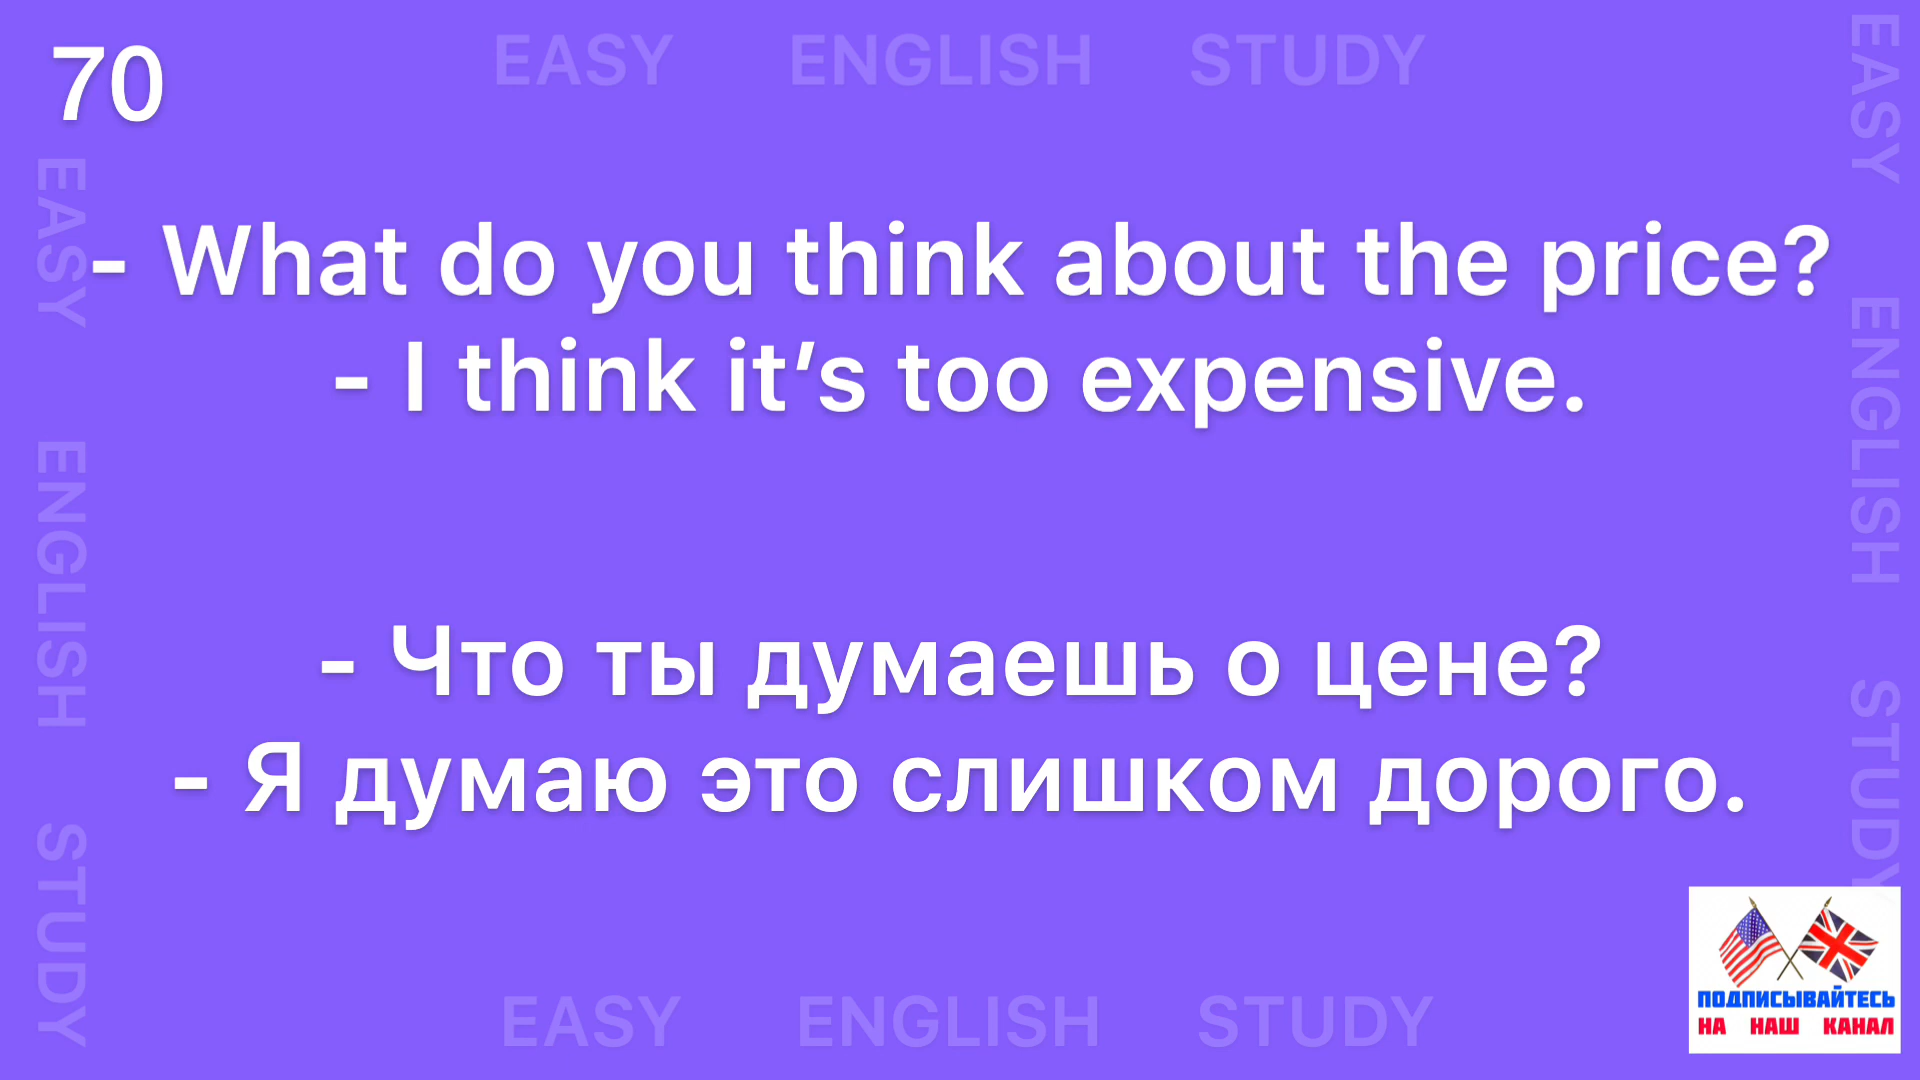 70
EASY ENGLISH STUDY
- What do you think about the price?
- I think it’s too expensive.
- Что ты думаешь о цене?
- Я думаю это слишком дорого.
EASY ENGLISH STUDY
EASY ENGLISH STUDY
ПОДПИСЫВАЙТЕСЬ
НА НАШ КАНАЛ
EASY ENGLISH STUDY